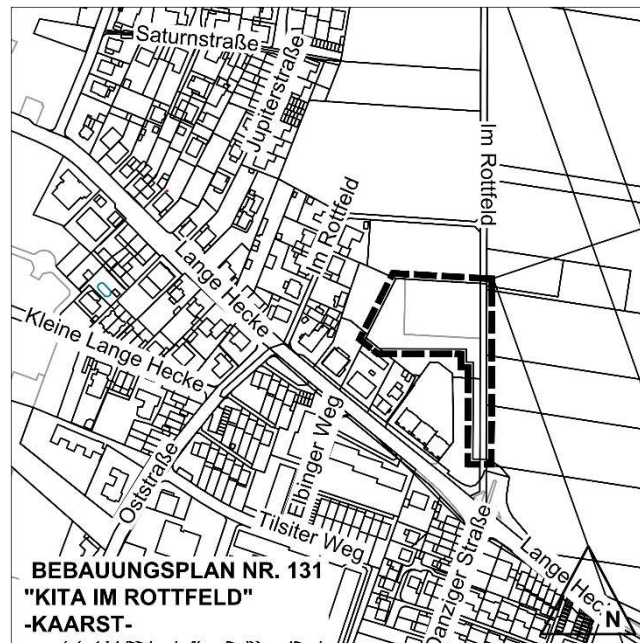 Saturnstraße
Jupiterstraße
Im Rottfeld
Im Rottfeld
Lange Hecke
Kleine Lange Hecke
Oststraße
Elbinger Weg
Tilsiter Weg
Danziger Straße
Lange Hec
BEBAUUNGSPLAN NR. 131
"KITA IM ROTTFELD"
-KAARST-
N